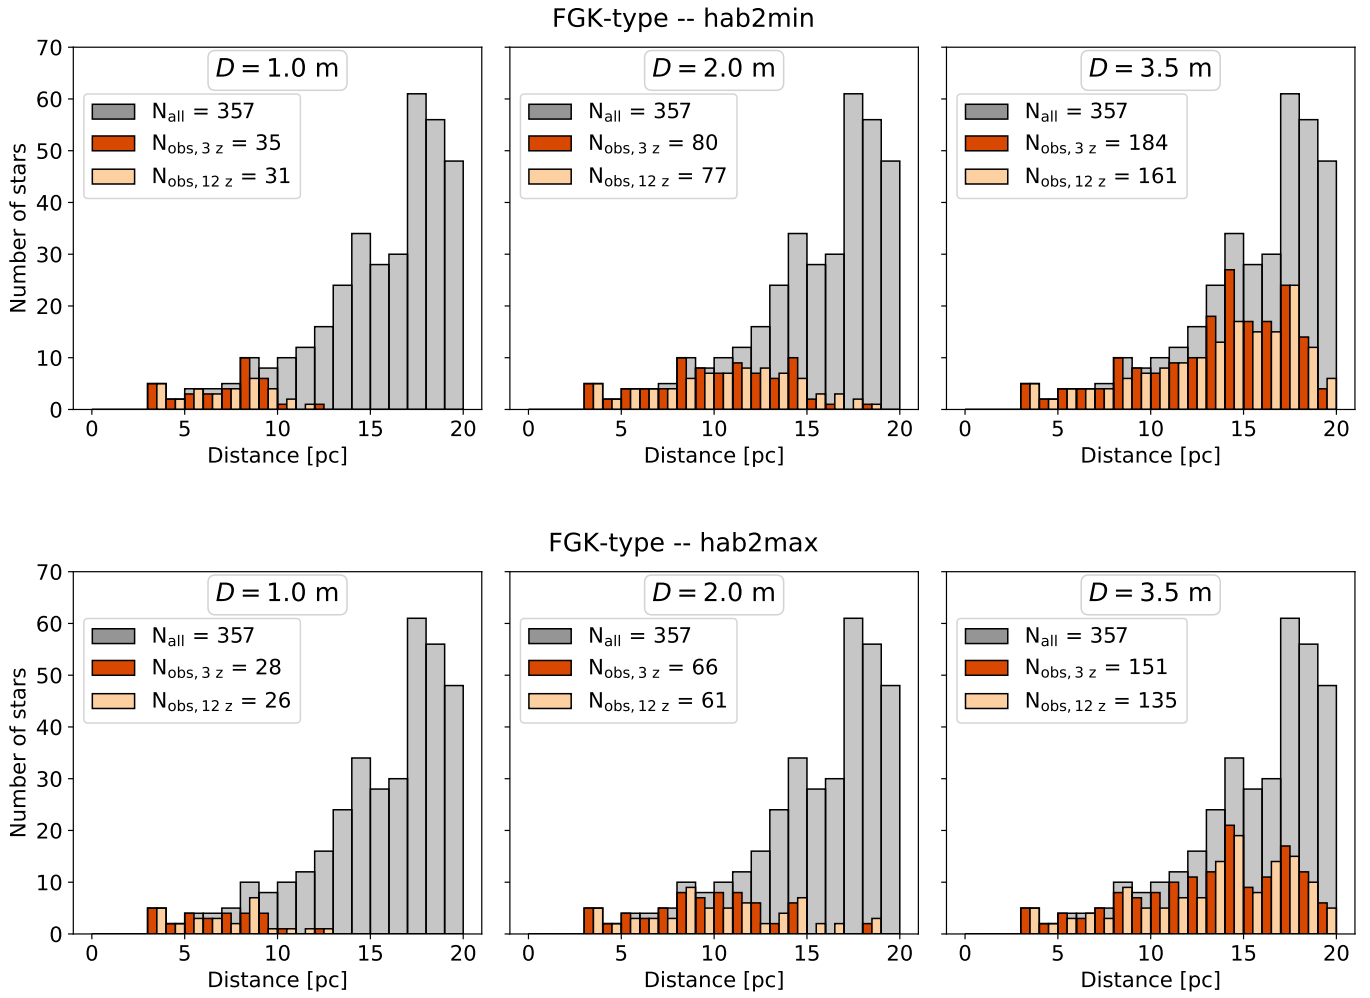 FGK-type -- hab2min
D = 1.0 m
N_all = 357
N_obs, 3 z = 35
N_obs, 12 z = 31
Number of stars
70
60
50
40
30
20
10
0
0 5 10 15 20
Distance [pc]
D = 2.0 m
N_all = 357
N_obs, 3 z = 80
N_obs, 12 z = 77
0 5 10 15 20
Distance [pc]
D = 3.5 m
N_all = 357
N_obs, 3 z = 184
N_obs, 12 z = 161
0 5 10 15 20
Distance [pc]
FGK-type -- hab2max
D = 1.0 m
N_all = 357
N_obs, 3 z = 28
N_obs, 12 z = 26
Number of stars
70
60
50
40
30
20
10
0
0 5 10 15 20
Distance [pc]
D = 2.0 m
N_all = 357
N_obs, 3 z = 66
N_obs, 12 z = 61
0 5 10 15 20
Distance [pc]
D = 3.5 m
N_all = 357
N_obs, 3 z = 151
N_obs, 12 z = 135
0 5 10 15 20
Distance [pc]